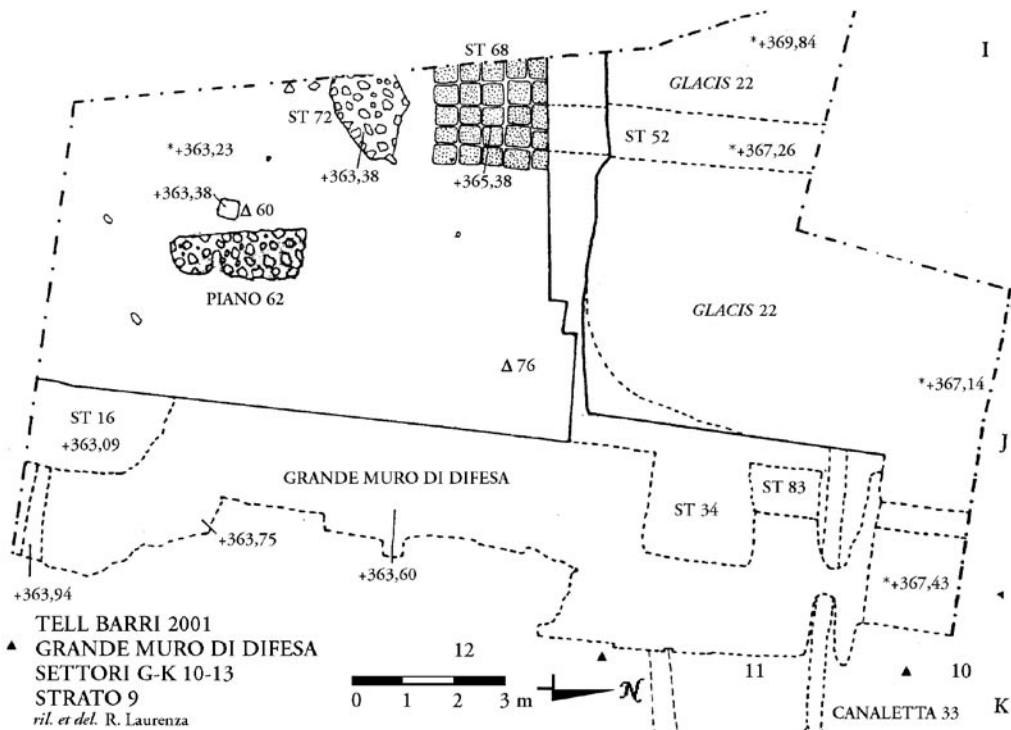 *+369,84
I
ST 68
GLACIS 22
ST 72
ST 52
*+363,23
*+367,26
+363,38
+363,38
+365,38
Δ 60
PIANO 62
GLACIS 22
Δ 76
*+367,14
ST 16
+363,09
J
GRANDE MURO DI DIFESA
ST 83
ST 34
+363,75
+363,60
*+367,43
+363,94
TELL BARRI 2001
GRANDE MURO DI DIFESA
SETTORI G-K 10-13
STRATO 9
ril. et del. R. Laurenza
12
11
10
0 1 2 3 m
N
K
CANALETTA 33